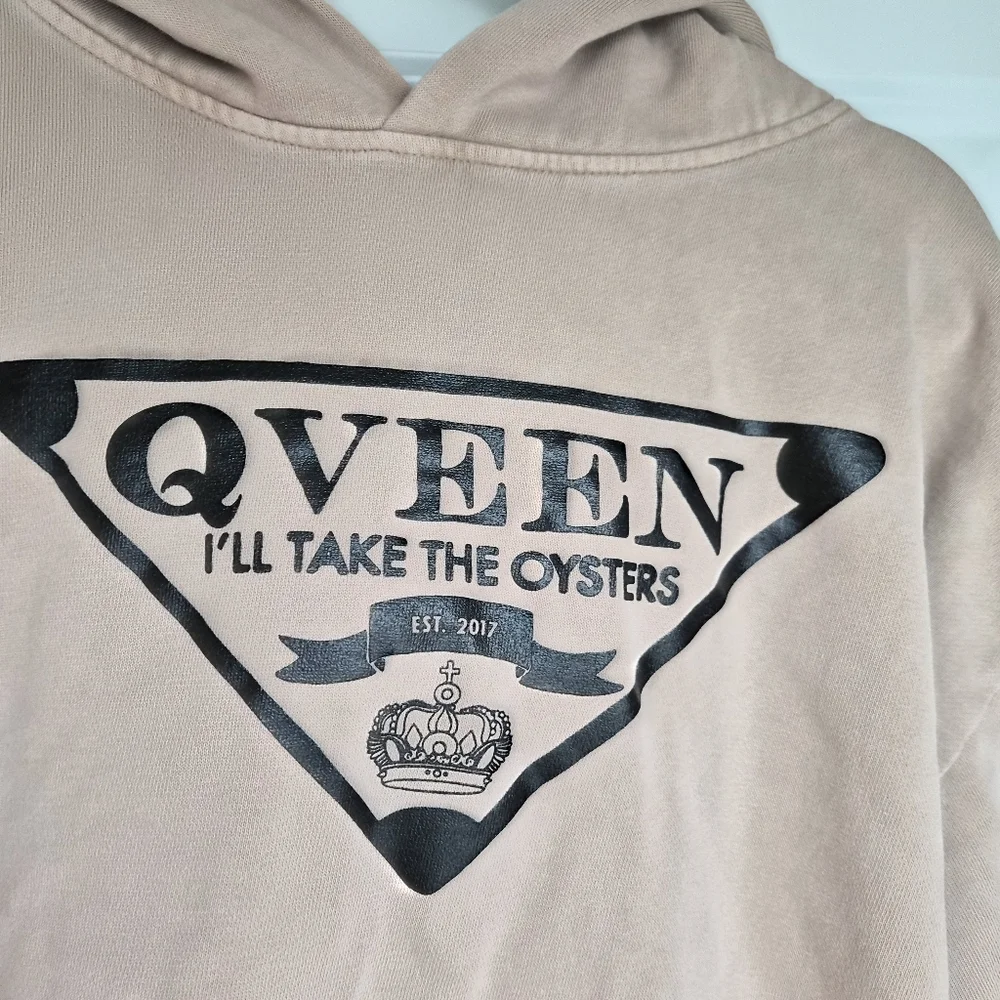 QVEEN
I'LL TAKE THE OYSTERS
EST. 2017